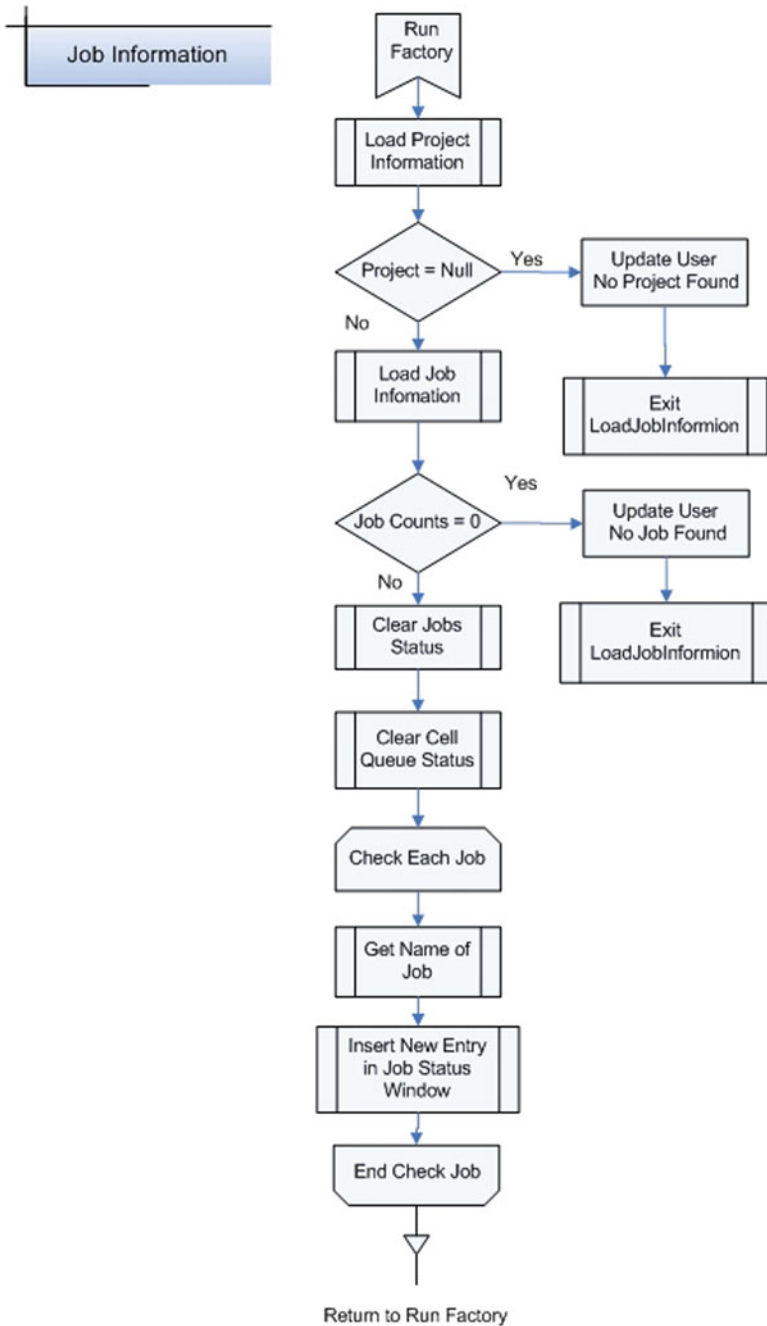 Job Information
Run
Factory
Load Project
Information
Project = Null
Yes
Update User
No Project Found
No
Load Job
Infomation
Exit
LoadJobInformion
Job Counts = 0
Yes
Update User
No Job Found
No
Clear Jobs
Status
Exit
LoadJobInformion
Clear Cell
Queue Status
Check Each Job
Get Name of
Job
Insert New Entry
in Job Status
Window
End Check Job
Return to Run Factory